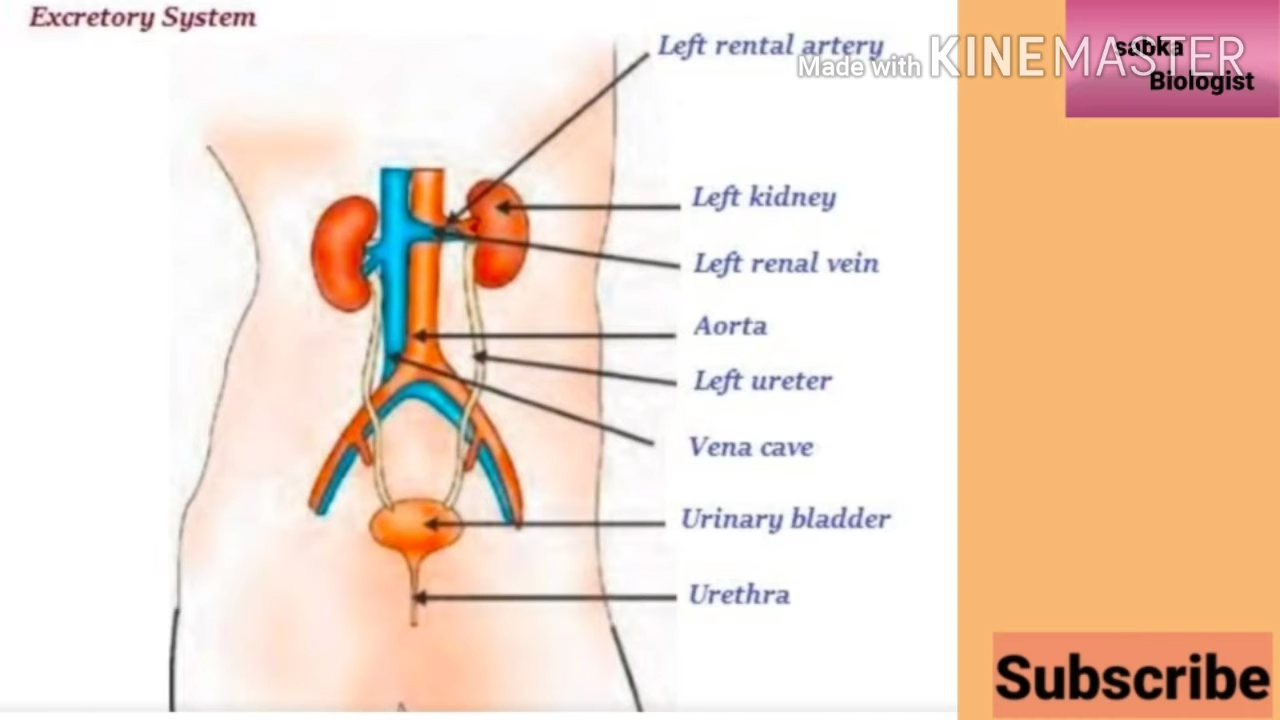 Excretory System
Left rental artery
Made with KINEMASTER
sabka
Biologist
Left kidney
Left renal vein
Aorta
Left ureter
Vena cave
Urinary bladder
Urethra
Subscribe